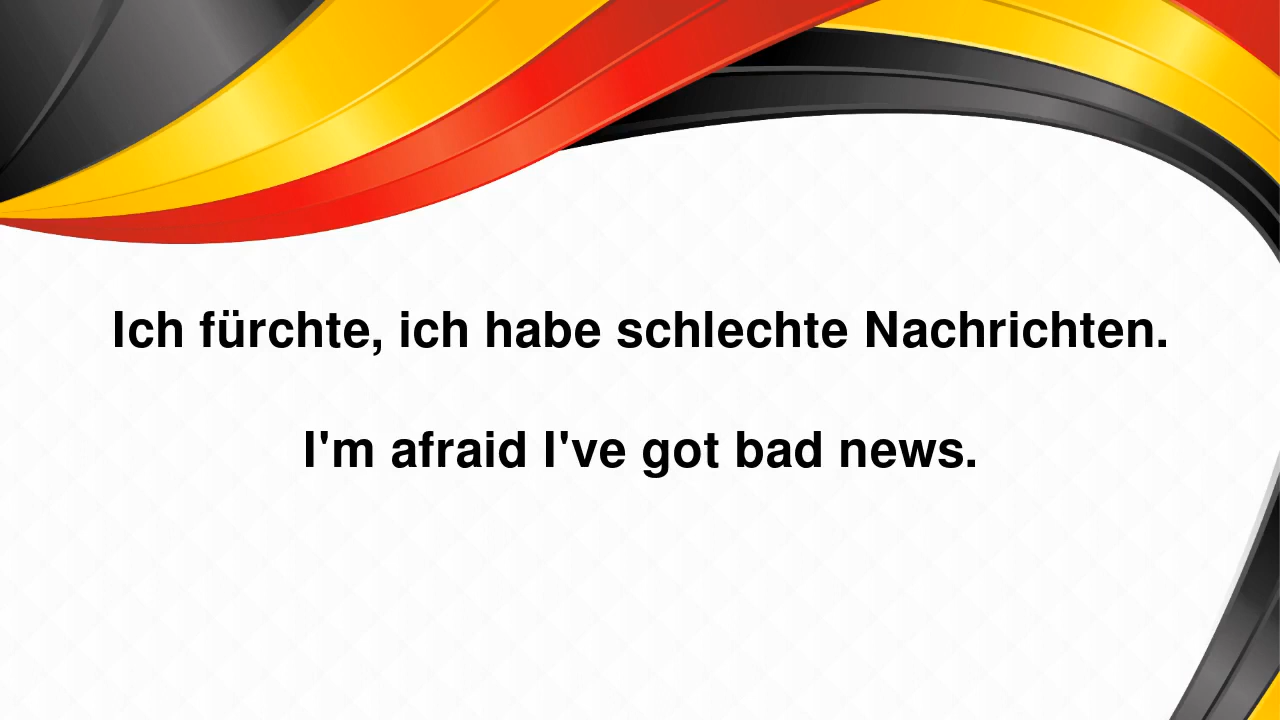 Ich fürchte, ich habe schlechte Nachrichten.
I'm afraid I've got bad news.